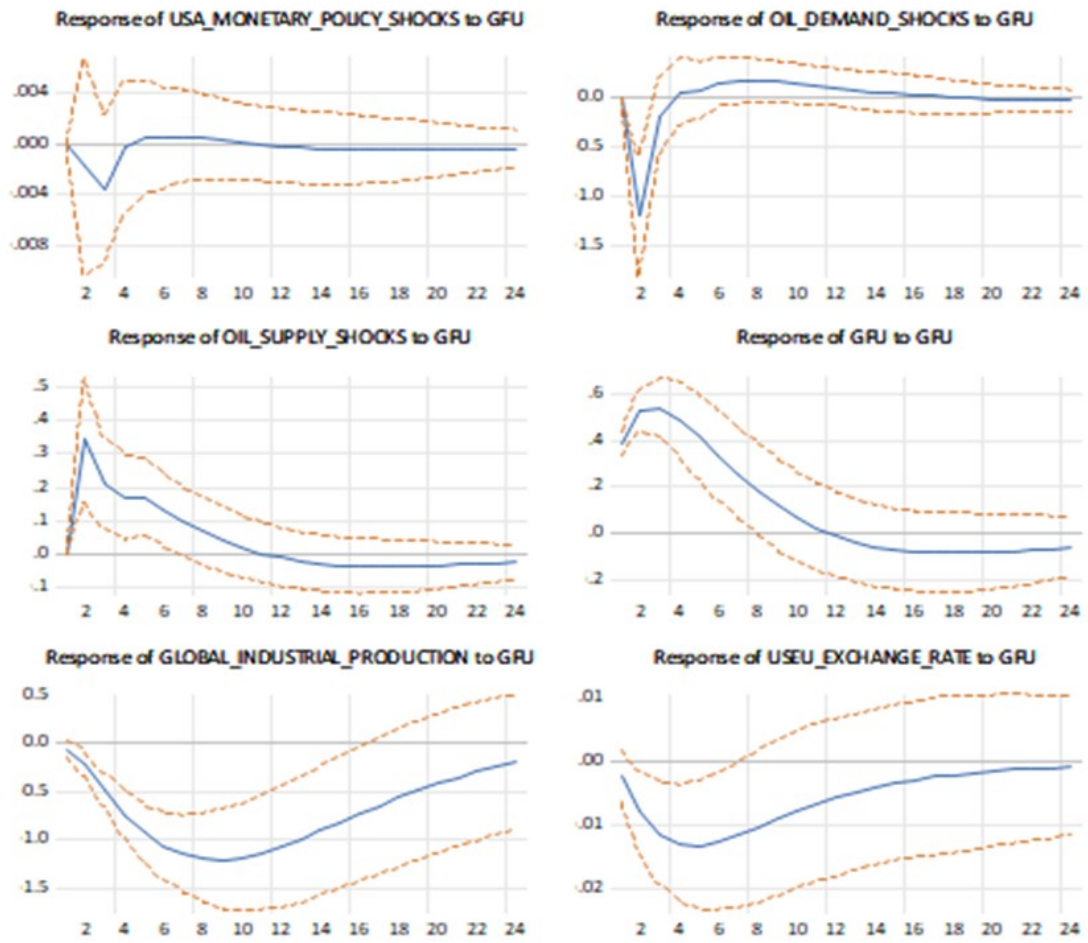 Response of USA_MONETARY_POLICY_SHOCKS to GFU
.004
.000
.004
.008
2 4 6 8 10 12 14 16 18 20 22 24
Response of OIL_DEMAND_SHOCKS to GFU
0.0
0.5
1.0
1.5
2 4 6 8 10 12 14 16 18 20 22 24
Response of OIL_SUPPLY_SHOCKS to GFU
.5
.4
.3
.2
.1
.0
.1
2 4 6 8 10 12 14 16 18 20 22 24
Response of GFU to GFU
.6
.4
.2
.0
.2
2 4 6 8 10 12 14 16 18 20 22 24
Response of GLOBAL_INDUSTRIAL_PRODUCTION to GFU
0.5
0.0
0.5
1.0
1.5
2 4 6 8 10 12 14 16 18 20 22 24
Response of USEU_EXCHANGE_RATE to GFU
.01
.00
.01
.02
2 4 6 8 10 12 14 16 18 20 22 24